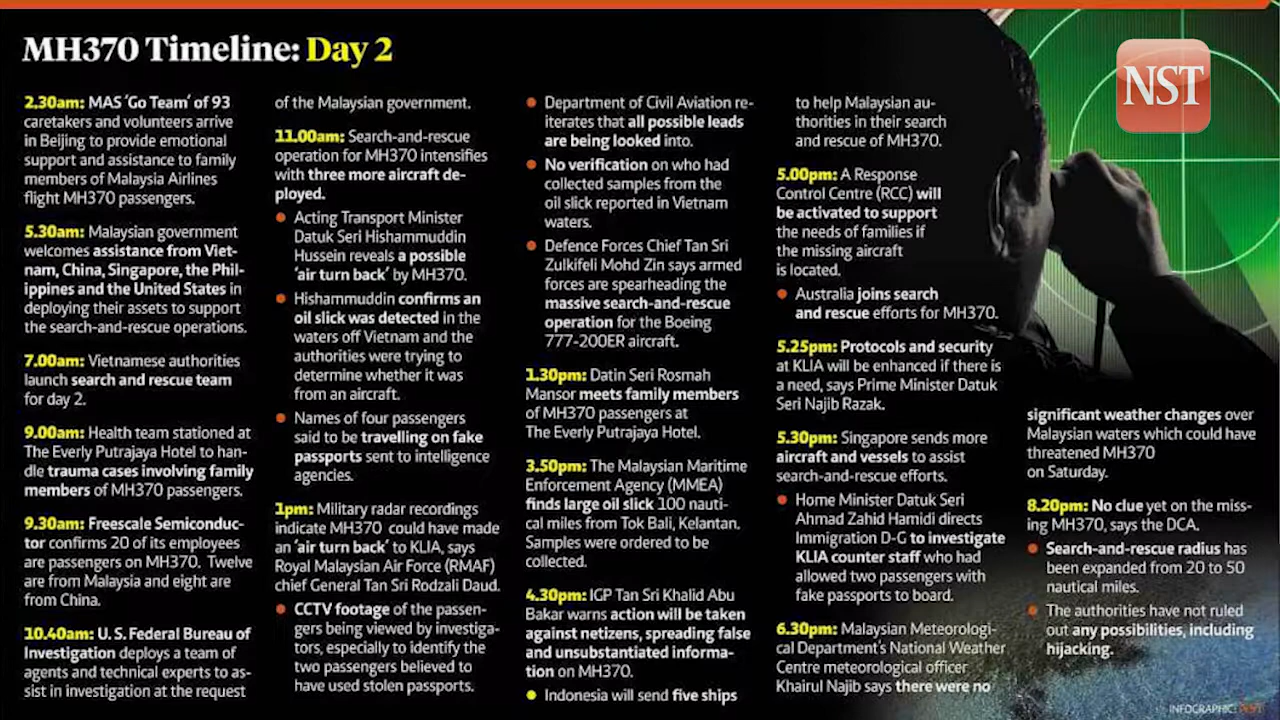 MH370 Timeline: Day 2
NST
2.30am: MAS 'Go Team' of 93
caretakers and volunteers arrive
in Beijing to provide emotional
support and assistance to family
members of Malaysia Airlines
flight MH370 passengers.
5.30am: Malaysian government
welcomes assistance from Viet-
nam, China, Singapore, the Phil-
ippines and the United States in
deploying their assets to support
the search-and-rescue operations.
7.00am: Vietnamese authorities
launch search and rescue team
for day 2.
9.00am: Health team stationed at
The Everly Putrajaya Hotel to han-
dle trauma cases involving family
members of MH370 passengers.
9.30am: Freescale Semiconduc-
tor confirms 20 of its employees
are passengers on MH370. Twelve
are from Malaysia and eight are
from China.
10.40am: U.S. Federal Bureau of
Investigation deploys a team of
agents and technical experts to as-
sist in investigation at the request
of the Malaysian government.
11.00am: Search-and-rescue
operation for MH370 intensifies
with three more aircraft de-
ployed.
Acting Transport Minister
Datuk Seri Hishammuddin
Hussein reveals a possible
'air turn back' by MH370.
Hishammuddin confirms an
oil slick was detected in the
waters off Vietnam and the
authorities were trying to
determine whether it was
from an aircraft.
Names of four passengers
said to be travelling on fake
passports sent to intelligence
agencies.
1pm: Military radar recordings
indicate MH370 could have made
an 'air turn back' to KLIA, says
Royal Malaysian Air Force (RMAF)
chief General Tan Sri Rodzali Daud.
CCTV footage of the passen-
gers being viewed by investiga-
tors, especially to identify the
two passengers believed to
have used stolen passports.
Department of Civil Aviation re-
iterates that all possible leads
are being looked into.
No verification on who had
collected samples from the
oil slick reported in Vietnam
waters.
Defence Forces Chief Tan Sri
Zulkifeli Mohd Zin says armed
forces are spearheading the
massive search-and-rescue
operation for the Boeing
777-200ER aircraft.
1.30pm: Datin Seri Rosmah
Mansor meets family members
of MH370 passengers at
The Everly Putrajaya Hotel.
3.50pm: The Malaysian Maritime
Enforcement Agency (MMEA)
finds large oil slick 100 nauti-
cal miles from Tok Bali, Kelantan.
Samples were ordered to be
collected.
4.30pm: IGP Tan Sri Khalid Abu
Bakar warns action will be taken
against netizens, spreading false
and unsubstantiated informa-
tion on MH370.
Indonesia will send five ships
to help Malaysian au-
thorities in their search
and rescue of MH370.
5.00pm: A Response
Control Centre (RCC) will
be activated to support
the needs of families if
the missing aircraft
is located.
Australia joins search
and rescue efforts for MH370.
5.25pm: Protocols and security
at KLIA will be enhanced if there is
a need, says Prime Minister Datuk
Seri Najib Razak.
5.30pm: Singapore sends more
aircraft and vessels to assist
search-and-rescue efforts.
Home Minister Datuk Seri
Ahmad Zahid Hamidi directs
Immigration D-G to investigate
KLIA counter staff who had
allowed two passengers with
fake passports to board.
6.30pm: Malaysian Meteorologi-
cal Department's National Weather
Centre meteorological officer
Khairul Najib says there were no
significant weather changes over
Malaysian waters which could have
threatened MH370
on Saturday.
8.20pm: No clue yet on the miss-
ing MH370, says the DCA.
Search-and-rescue radius has
been expanded from 20 to 50
nautical miles.
The authorities have not ruled
out any possibilities, including
hijacking.
INFOGRAPHIC: NST